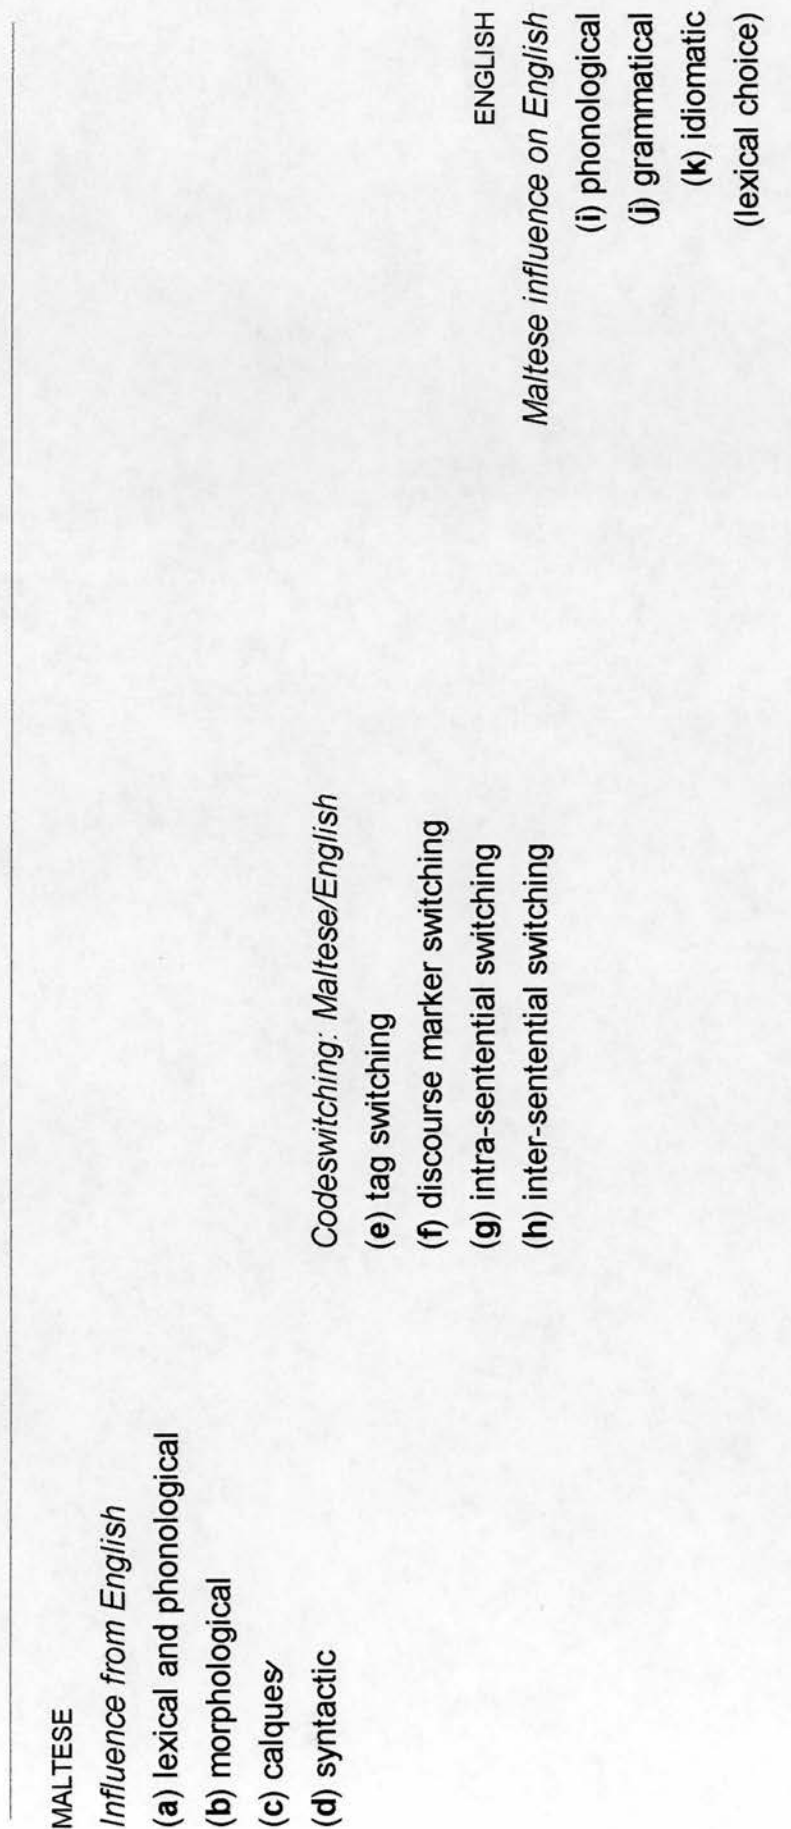 MALTESE
Influence from English
(a) lexical and phonological
(b) morphological
(c) calques
(d) syntactic
Codeswitching: Maltese/English
(e) tag switching
(f) discourse marker switching
(g) intra-sentential switching
(h) inter-sentential switching
ENGLISH
Maltese influence on English
(i) phonological
(j) grammatical
(k) idiomatic
(lexical choice)